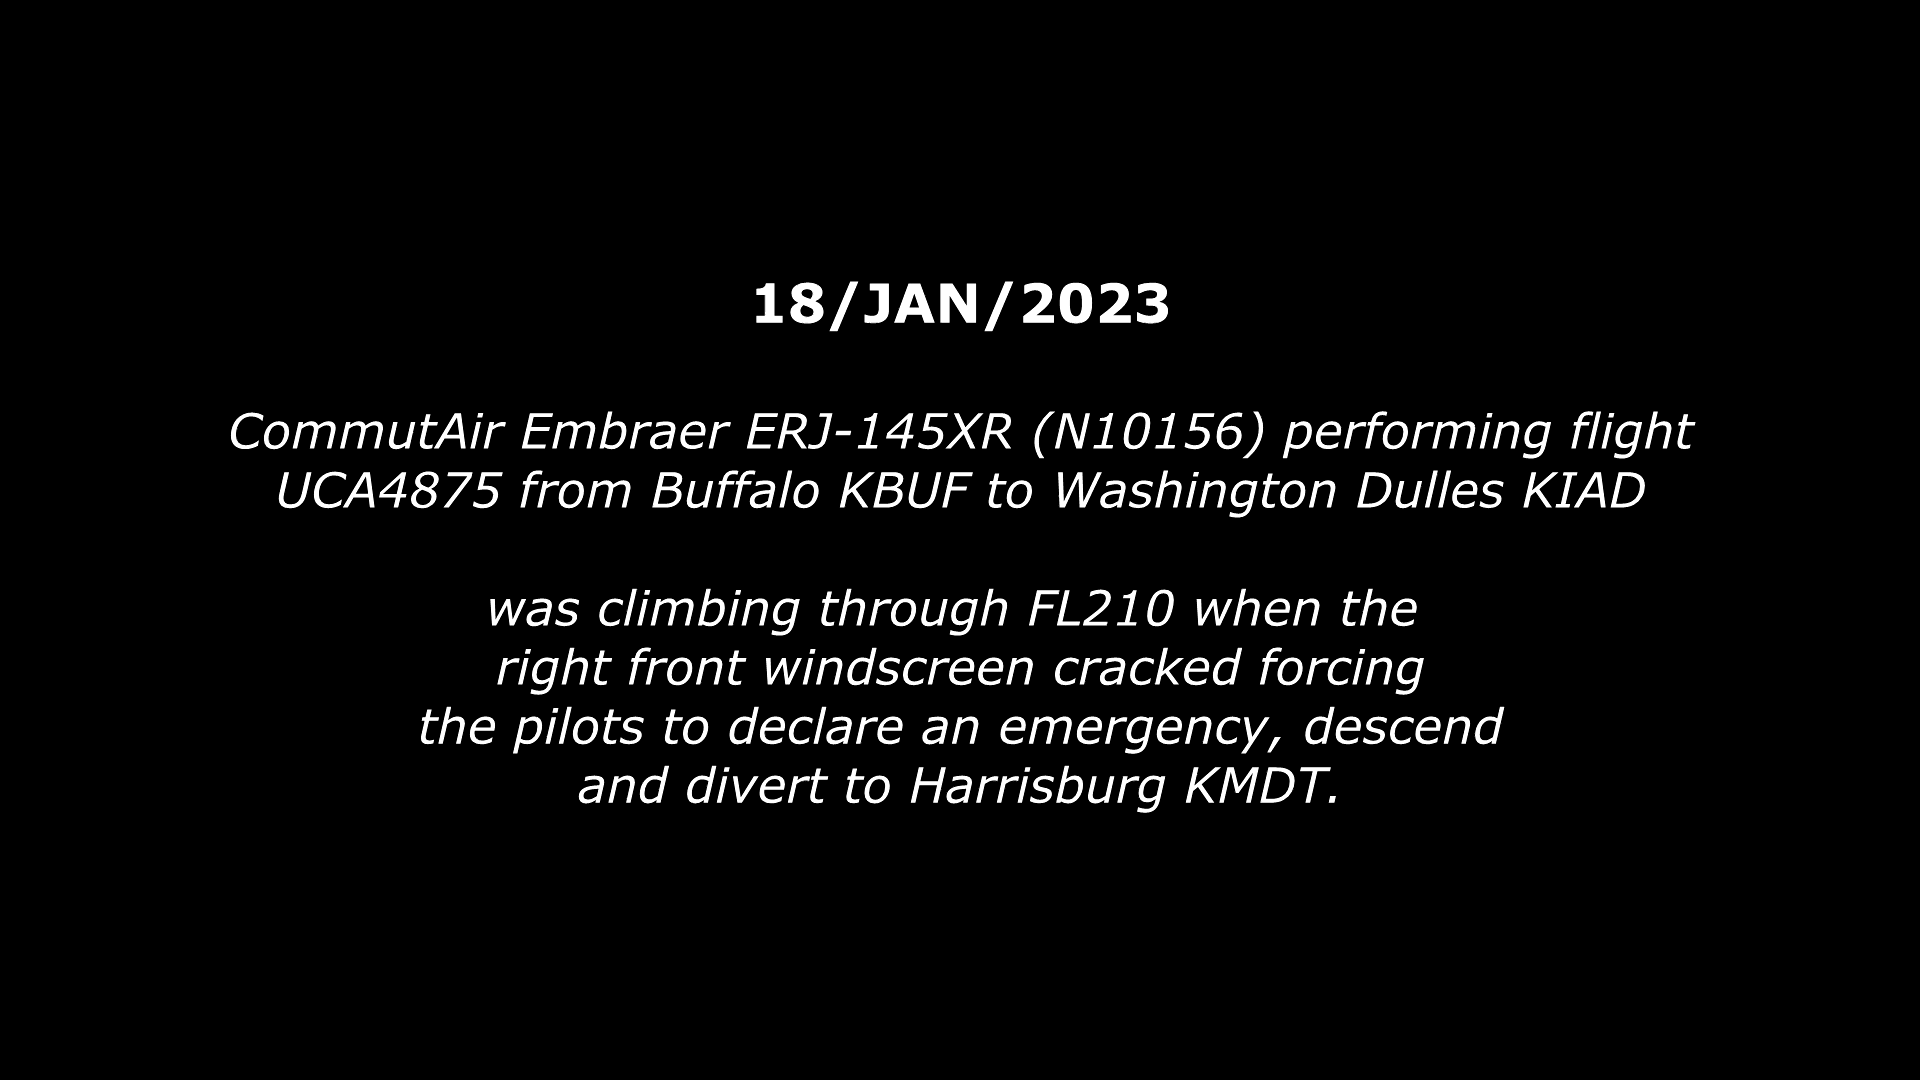 18/JAN/2023
CommutAir Embraer ERJ-145XR (N10156) performing flight
UCA4875 from Buffalo KBUF to Washington Dulles KIAD
was climbing through FL210 when the
right front windscreen cracked forcing
the pilots to declare an emergency, descend
and divert to Harrisburg KMDT.